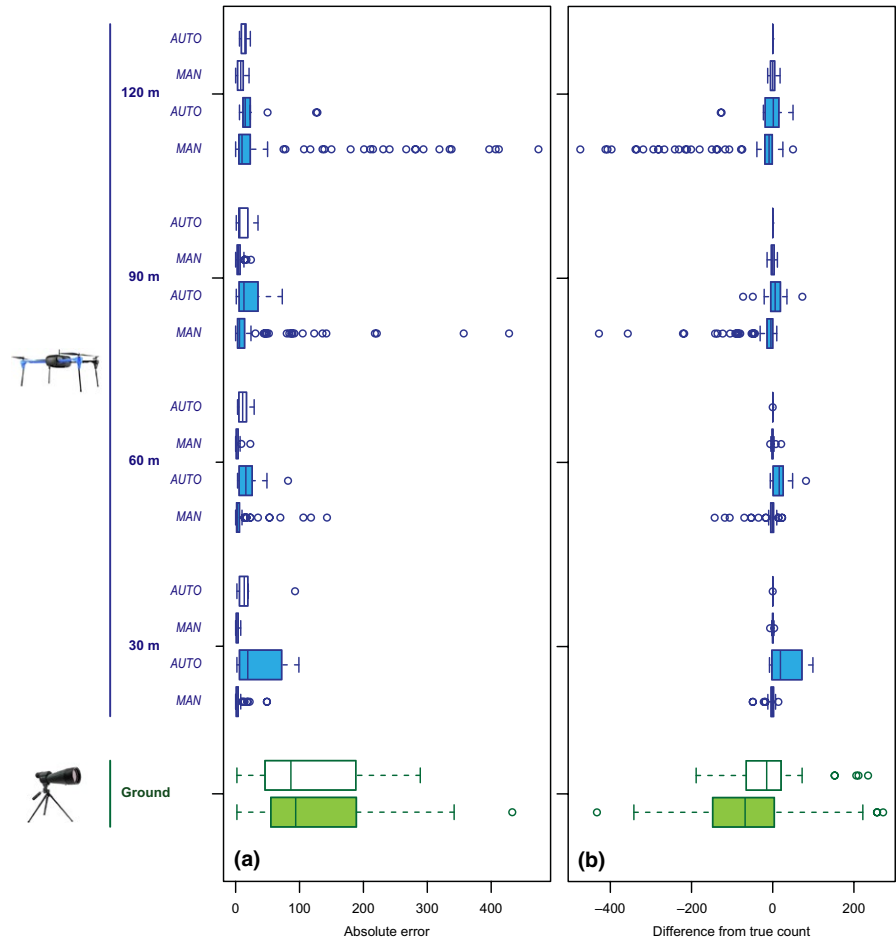 AUTO
MAN
120 m
AUTO
MAN
AUTO
MAN
90 m
AUTO
MAN
AUTO
MAN
60 m
AUTO
MAN
AUTO
MAN
30 m
AUTO
MAN
Ground
(a)
(b)
0 100 200 300 400
–400 –200 0 200
Absolute error
Difference from true count